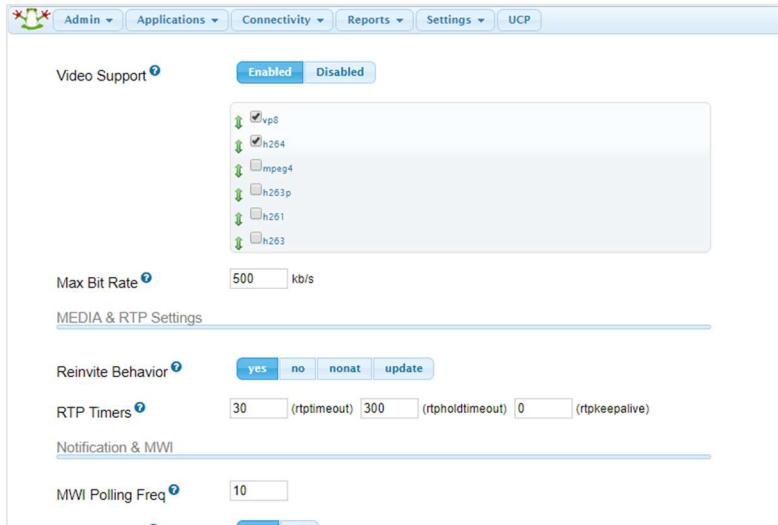 Admin Applications Connectivity Reports Settings UCP
Video Support Enabled Disabled
vp8
h264
mpeg4
h263p
h261
h263
Max Bit Rate 500 kb/s
MEDIA & RTP Settings
Reinvite Behavior yes no nonat update
RTP Timers 30 (rtptimeout) 300 (rtpholdtimeout) 0 (rtpkeepalive)
Notification & MWI
MWI Polling Freq 10